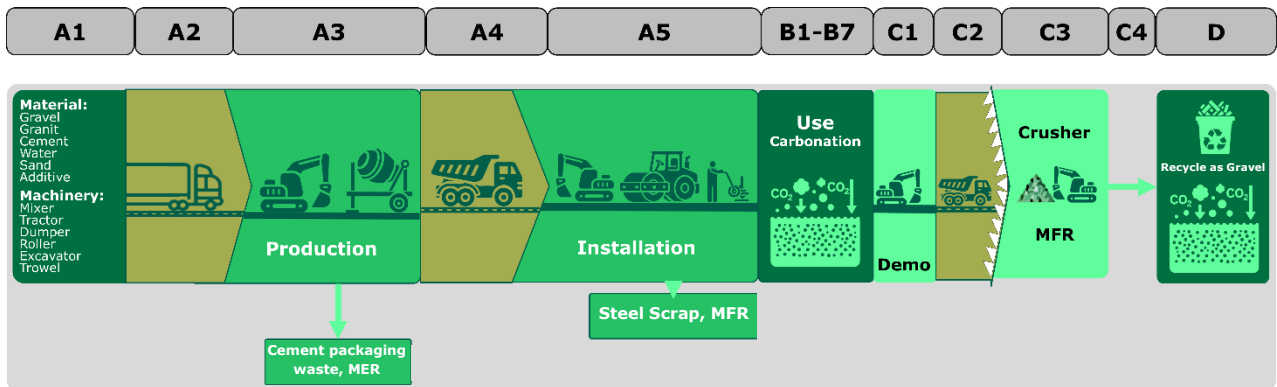 A1
A2
A3
A4
A5
B1-B7
C1
C2
C3
C4
D
Material:
Gravel
Granit
Cement
Water
Sand
Additive
Machinery:
Mixer
Tractor
Dumper
Roller
Excavator
Trowel
Production
Cement packaging
waste, MER
Installation
Steel Scrap, MFR
Use
Carbonation
CO₂
CO₂
Demo
Crusher
MFR
Recycle as Gravel
CO₂
CO₂